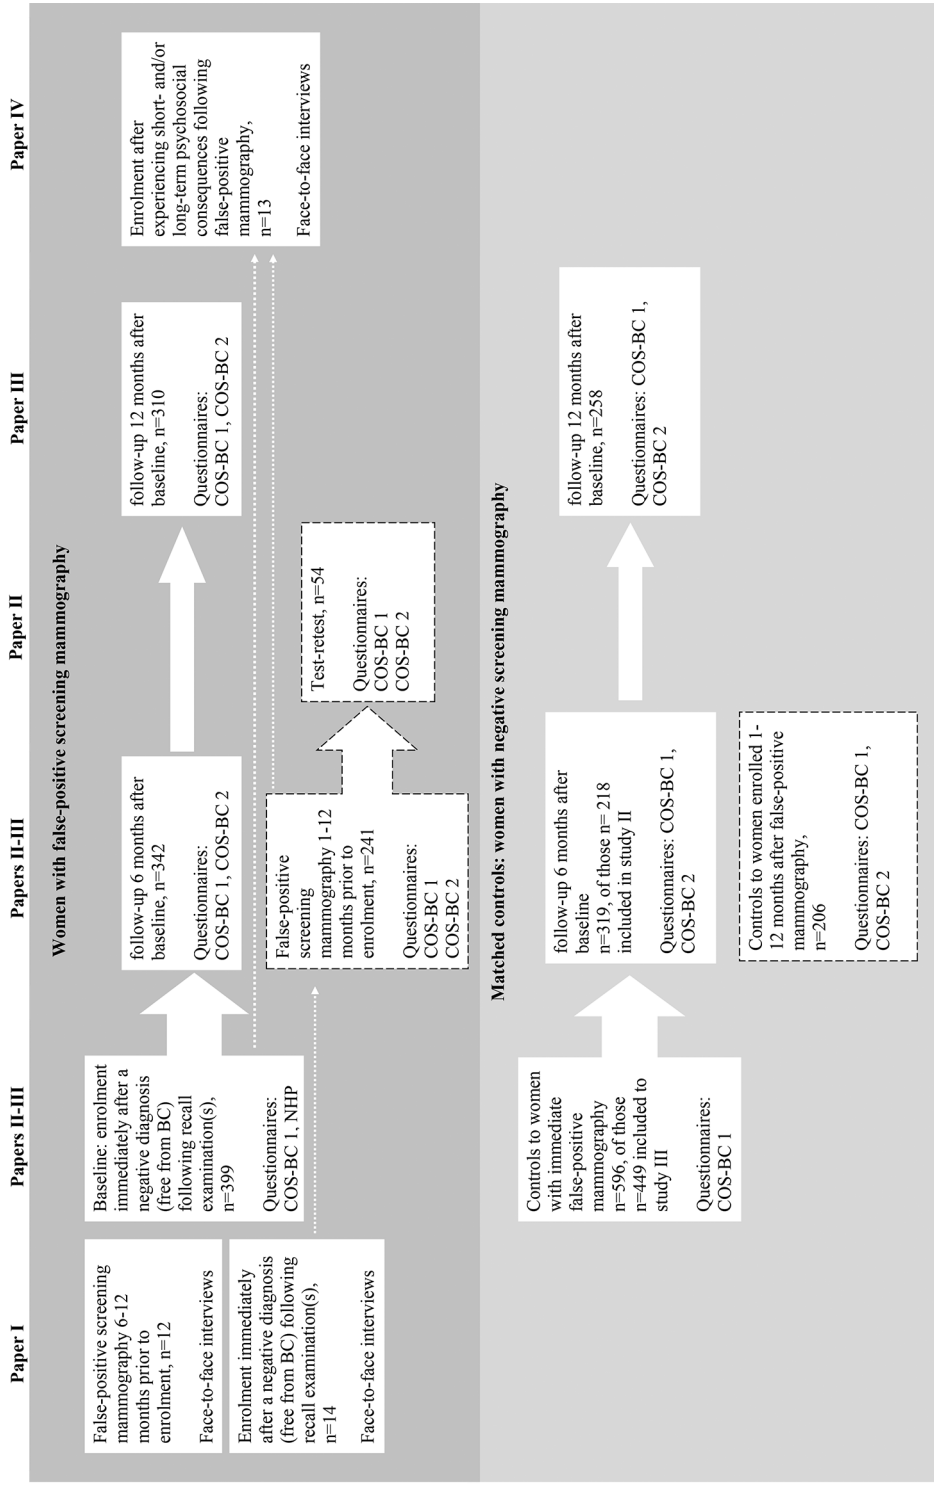 Paper I
Papers II-III
Papers II-III
Paper II
Paper III
Paper IV
Women with false-positive screening mammography
False-positive screening
mammography 6-12
months prior to
enrolment, n=12
Face-to-face interviews
Enrolment immediately
after a negative diagnosis
(free from BC) following
recall examination(s),
n=14
Face-to-face interviews
Baseline: enrolment
immediately after a
negative diagnosis
(free from BC)
following recall
examination(s),
n=399
Questionnaires:
COS-BC 1, NHP
follow-up 6 months after
baseline, n=342
Questionnaires:
COS-BC 1, COS-BC 2
False-positive
screening
mammography 1-12
months prior to
enrolment, n=241
Questionnaires:
COS-BC 1
COS-BC 2
Test-retest, n=54
Questionnaires:
COS-BC 1
COS-BC 2
follow-up 12 months after
baseline, n=310
Questionnaires:
COS-BC 1, COS-BC 2
Enrolment after
experiencing short- and/or
long-term psychosocial
consequences following
false-positive
mammography,
n=13
Face-to-face interviews
Matched controls: women with negative screening mammography
Controls to women
with immediate
false-positive
mammography
n=596, of those
n=449 included to
study III
Questionnaires:
COS-BC 1
follow-up 6 months after
baseline
n=319, of those n= 218
included in study II
Questionnaires: COS-BC 1,
COS-BC 2
Controls to women enrolled 1-
12 months after false-positive
mammography,
n=206
Questionnaires: COS-BC 1,
COS-BC 2
follow-up 12 months after
baseline, n=258
Questionnaires: COS-BC 1,
COS-BC 2